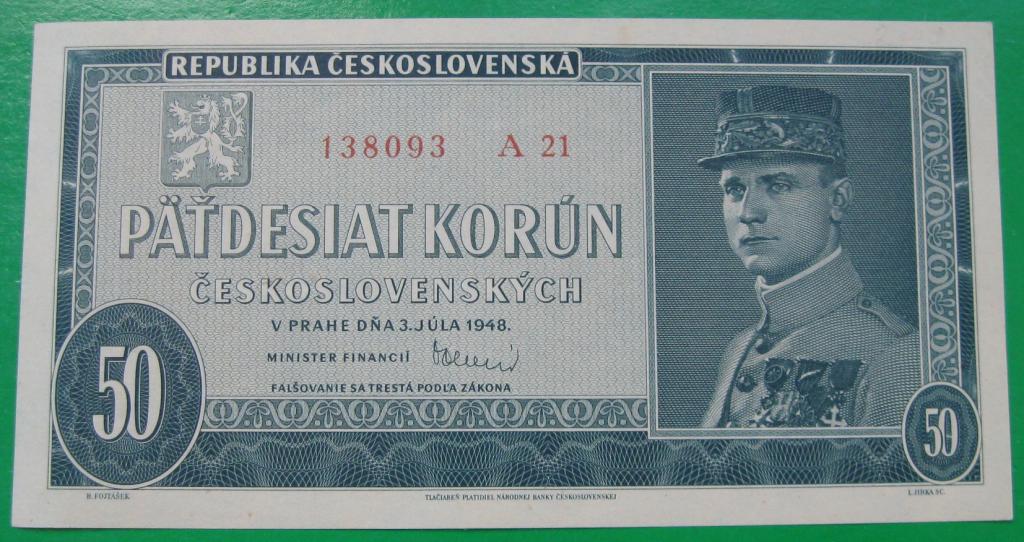 REPUBLIKA ČESKOSLOVENSKÁ
138093 A 21
PÄŤDESIAT KORÚN
ČESKOSLOVENSKÝCH
V PRAHE DŇA 3. JÚLA 1948.
MINISTER FINANCIÍ
FALŠOVANIE SA TRESTÁ PODĽA ZÁKONA
50
50
B. FOJTÁŠEK
TLAČIAREŇ PLATIDIEL NÁRODNEJ BANKY ČESKOSLOVENSKEJ
L. JIRKA SC.